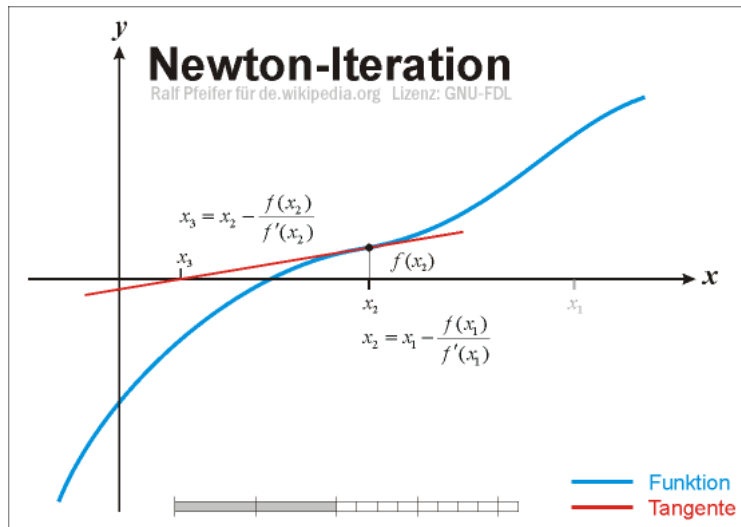 y
Newton-Iteration
Ralf Pfeifer für de.wikipedia.org Lizenz: GNU-FDL
x₃ = x₂ − f(x₂)/f'(x₂)
x₃
f(x₂)
x
x₂
x₁
x₂ = x₁ − f(x₁)/f'(x₁)
Funktion
Tangente